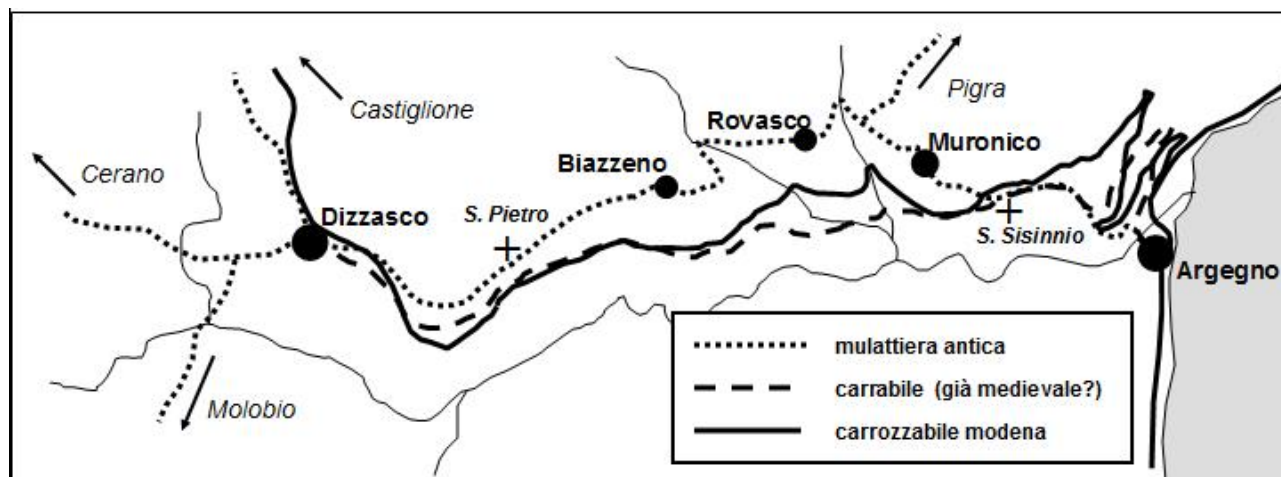 Castiglione
Pigra
Rovasco
Muronico
Cerano
Biazzeno
Dizzasco
S. Pietro
S. Sisinnio
Argegno
Molobio
mulattiera antica
carrabile (già medievale?)
carrozzabile modena